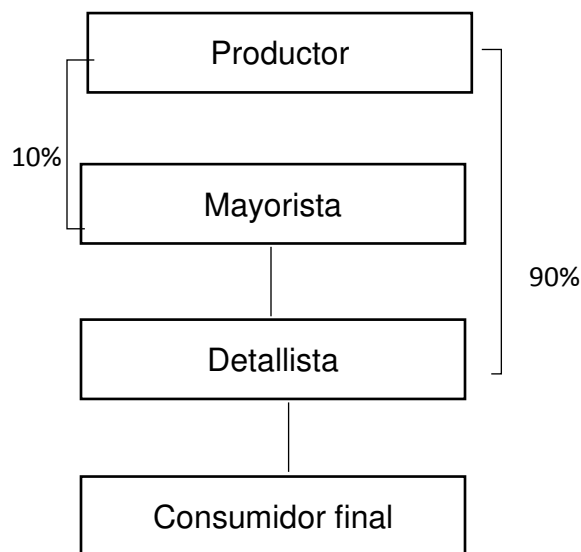 Productor
10%
Mayorista
90%
Detallista
Consumidor final